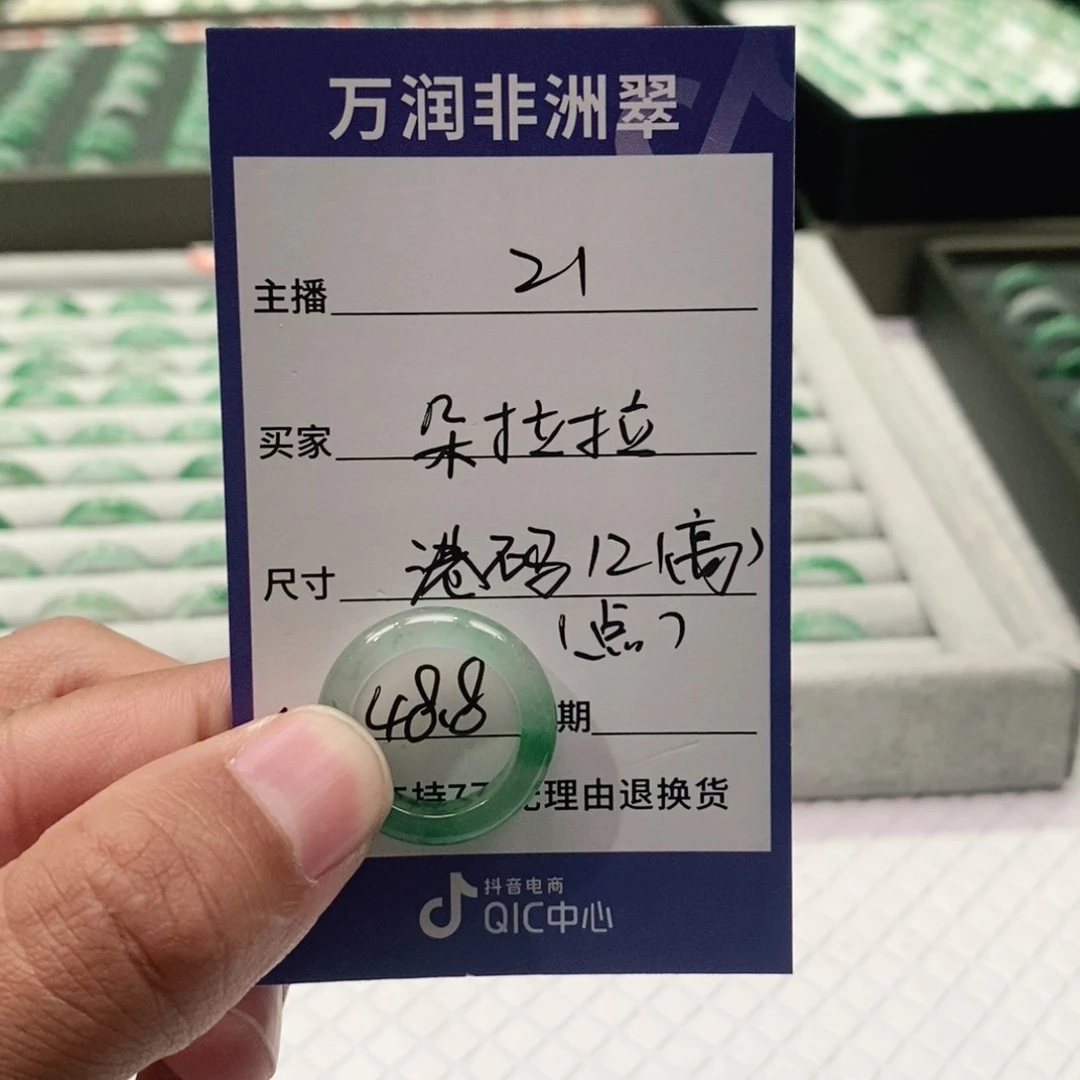 万润非洲翠
主播 21
买家 朵拉拉
尺寸 港码12(高)
(点)
488 期
持7 理由退换货
抖音电商
QIC中心